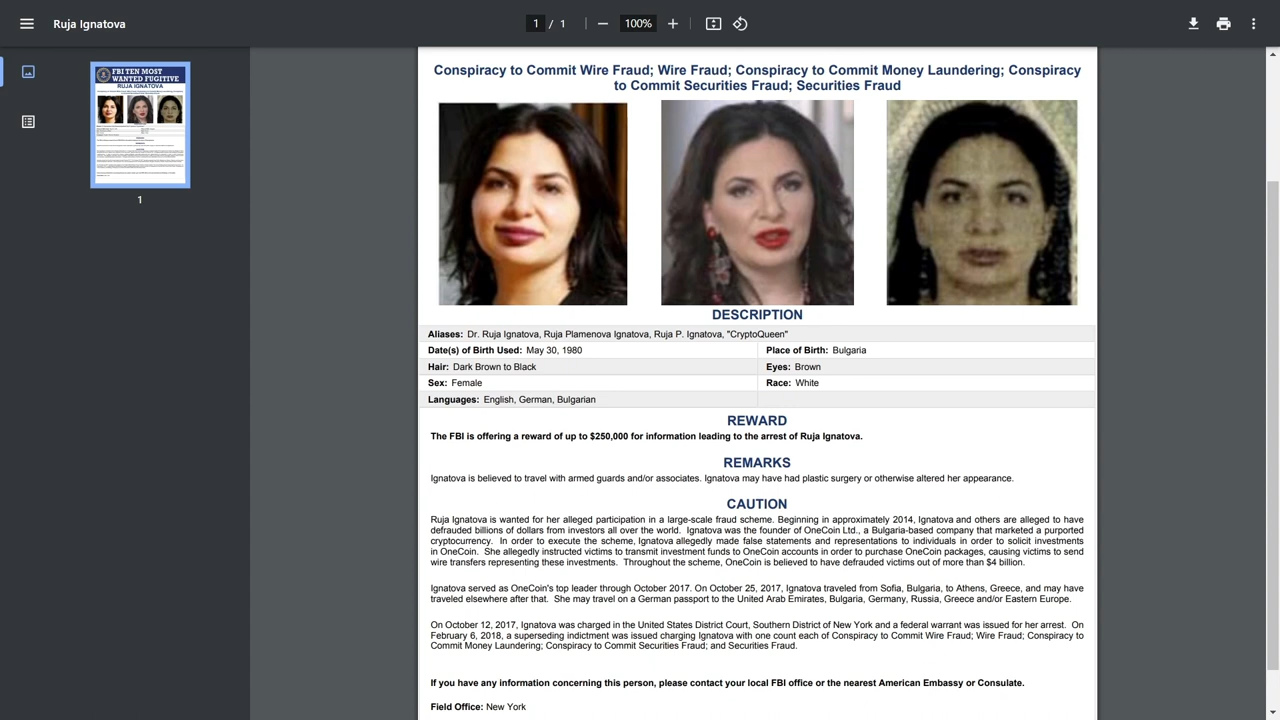 Ruja Ignatova
1 / 1
100%
FBI TEN MOST
WANTED FUGITIVE
RUJA IGNATOVA
1
Conspiracy to Commit Wire Fraud; Wire Fraud; Conspiracy to Commit Money Laundering; Conspiracy
to Commit Securities Fraud; Securities Fraud
DESCRIPTION
Aliases: Dr. Ruja Ignatova, Ruja Plamenova Ignatova, Ruja P. Ignatova, "CryptoQueen"
Date(s) of Birth Used: May 30, 1980 Place of Birth: Bulgaria
Hair: Dark Brown to Black Eyes: Brown
Sex: Female Race: White
Languages: English, German, Bulgarian
REWARD
The FBI is offering a reward of up to $250,000 for information leading to the arrest of Ruja Ignatova.
REMARKS
Ignatova is believed to travel with armed guards and/or associates. Ignatova may have had plastic surgery or otherwise altered her appearance.
CAUTION
Ruja Ignatova is wanted for her alleged participation in a large-scale fraud scheme. Beginning in approximately 2014, Ignatova and others are alleged to have
defrauded billions of dollars from investors all over the world. Ignatova was the founder of OneCoin Ltd., a Bulgaria-based company that marketed a purported
cryptocurrency. In order to execute the scheme, Ignatova allegedly made false statements and representations to individuals in order to solicit investments
in OneCoin. She allegedly instructed victims to transmit investment funds to OneCoin accounts in order to purchase OneCoin packages, causing victims to send
wire transfers representing these investments. Throughout the scheme, OneCoin is believed to have defrauded victims out of more than $4 billion.
Ignatova served as OneCoin's top leader through October 2017. On October 25, 2017, Ignatova traveled from Sofia, Bulgaria, to Athens, Greece, and may have
traveled elsewhere after that. She may travel on a German passport to the United Arab Emirates, Bulgaria, Germany, Russia, Greece and/or Eastern Europe.
On October 12, 2017, Ignatova was charged in the United States District Court, Southern District of New York and a federal warrant was issued for her arrest. On
February 6, 2018, a superseding indictment was issued charging Ignatova with one count each of Conspiracy to Commit Wire Fraud; Wire Fraud; Conspiracy to
Commit Money Laundering; Conspiracy to Commit Securities Fraud; and Securities Fraud.
If you have any information concerning this person, please contact your local FBI office or the nearest American Embassy or Consulate.
Field Office: New York